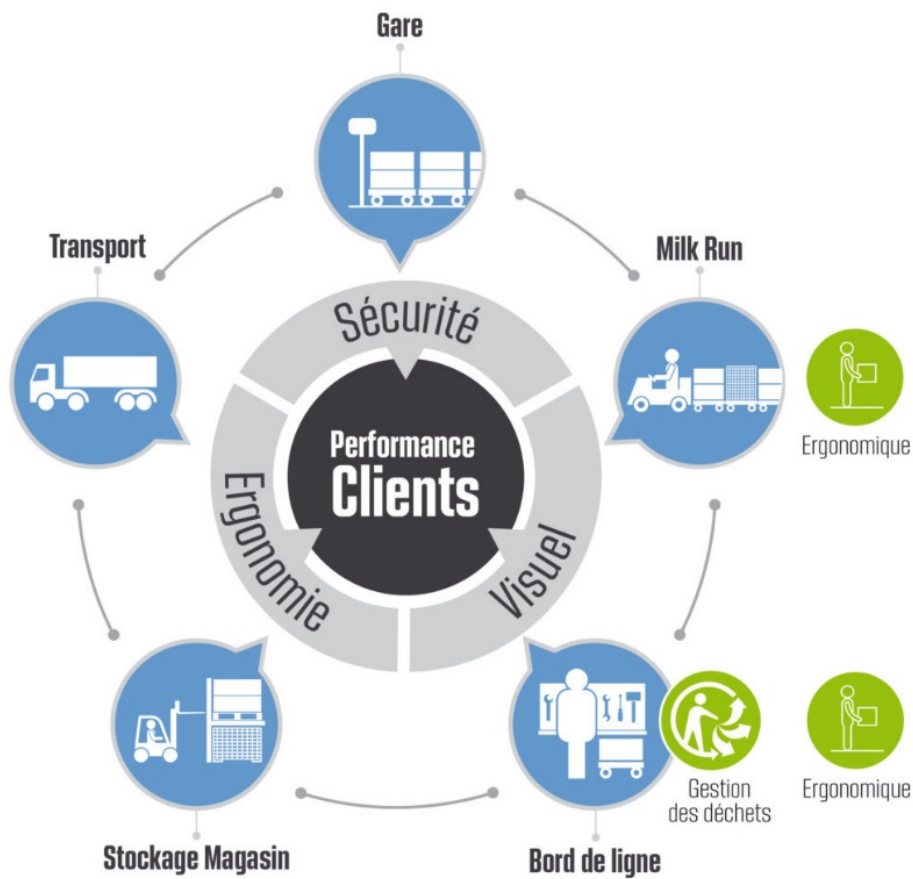 Gare
Transport
Milk Run
Sécurité
Ergonomique
Performance
Clients
Ergonomie
Visuel
Gestion
des déchets
Ergonomique
Stockage Magasin
Bord de ligne